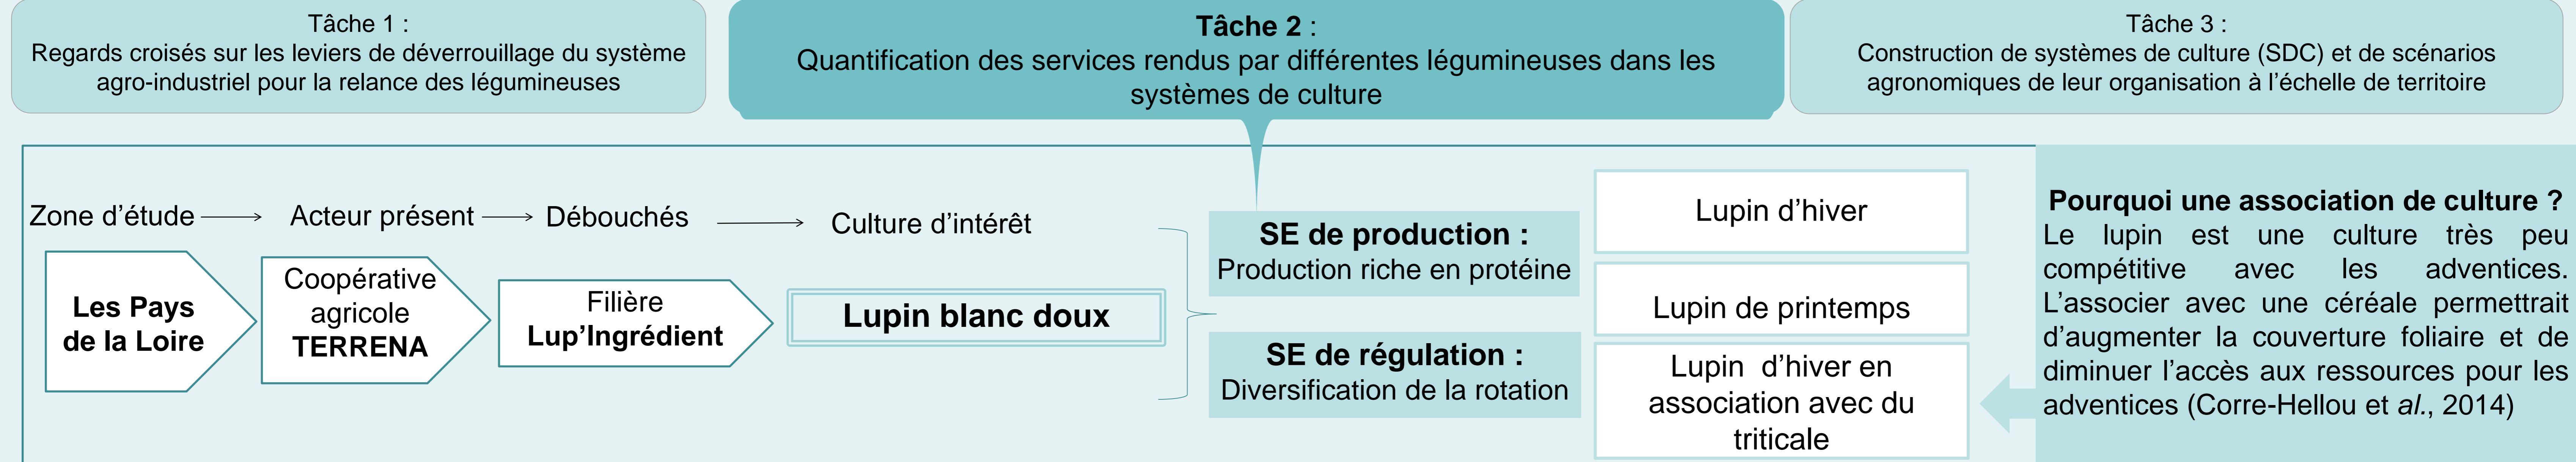 Tâche 1 :
Regards croisés sur les leviers de déverrouillage du système
agro-industriel pour la relance des légumineuses
Tâche 2 :
Quantification des services rendus par différentes légumineuses dans les
systèmes de culture
Tâche 3 :
Construction de systèmes de culture (SDC) et de scénarios
agronomiques de leur organisation à l’échelle de territoire
Zone d’étude
Acteur présent
Débouchés
Culture d’intérêt
Les Pays
de la Loire
Coopérative
agricole
TERRENA
Filière
Lup’Ingrédient
Lupin blanc doux
SE de production :
Production riche en protéine
SE de régulation :
Diversification de la rotation
Lupin d’hiver
Lupin de printemps
Lupin d’hiver en
association avec du
triticale
Pourquoi une association de culture ?
Le lupin est une culture très peu
compétitive avec les adventices.
L’associer avec une céréale permettrait
d’augmenter la couverture foliaire et de
diminuer l’accès aux ressources pour les
adventices (Corre-Hellou et al., 2014)